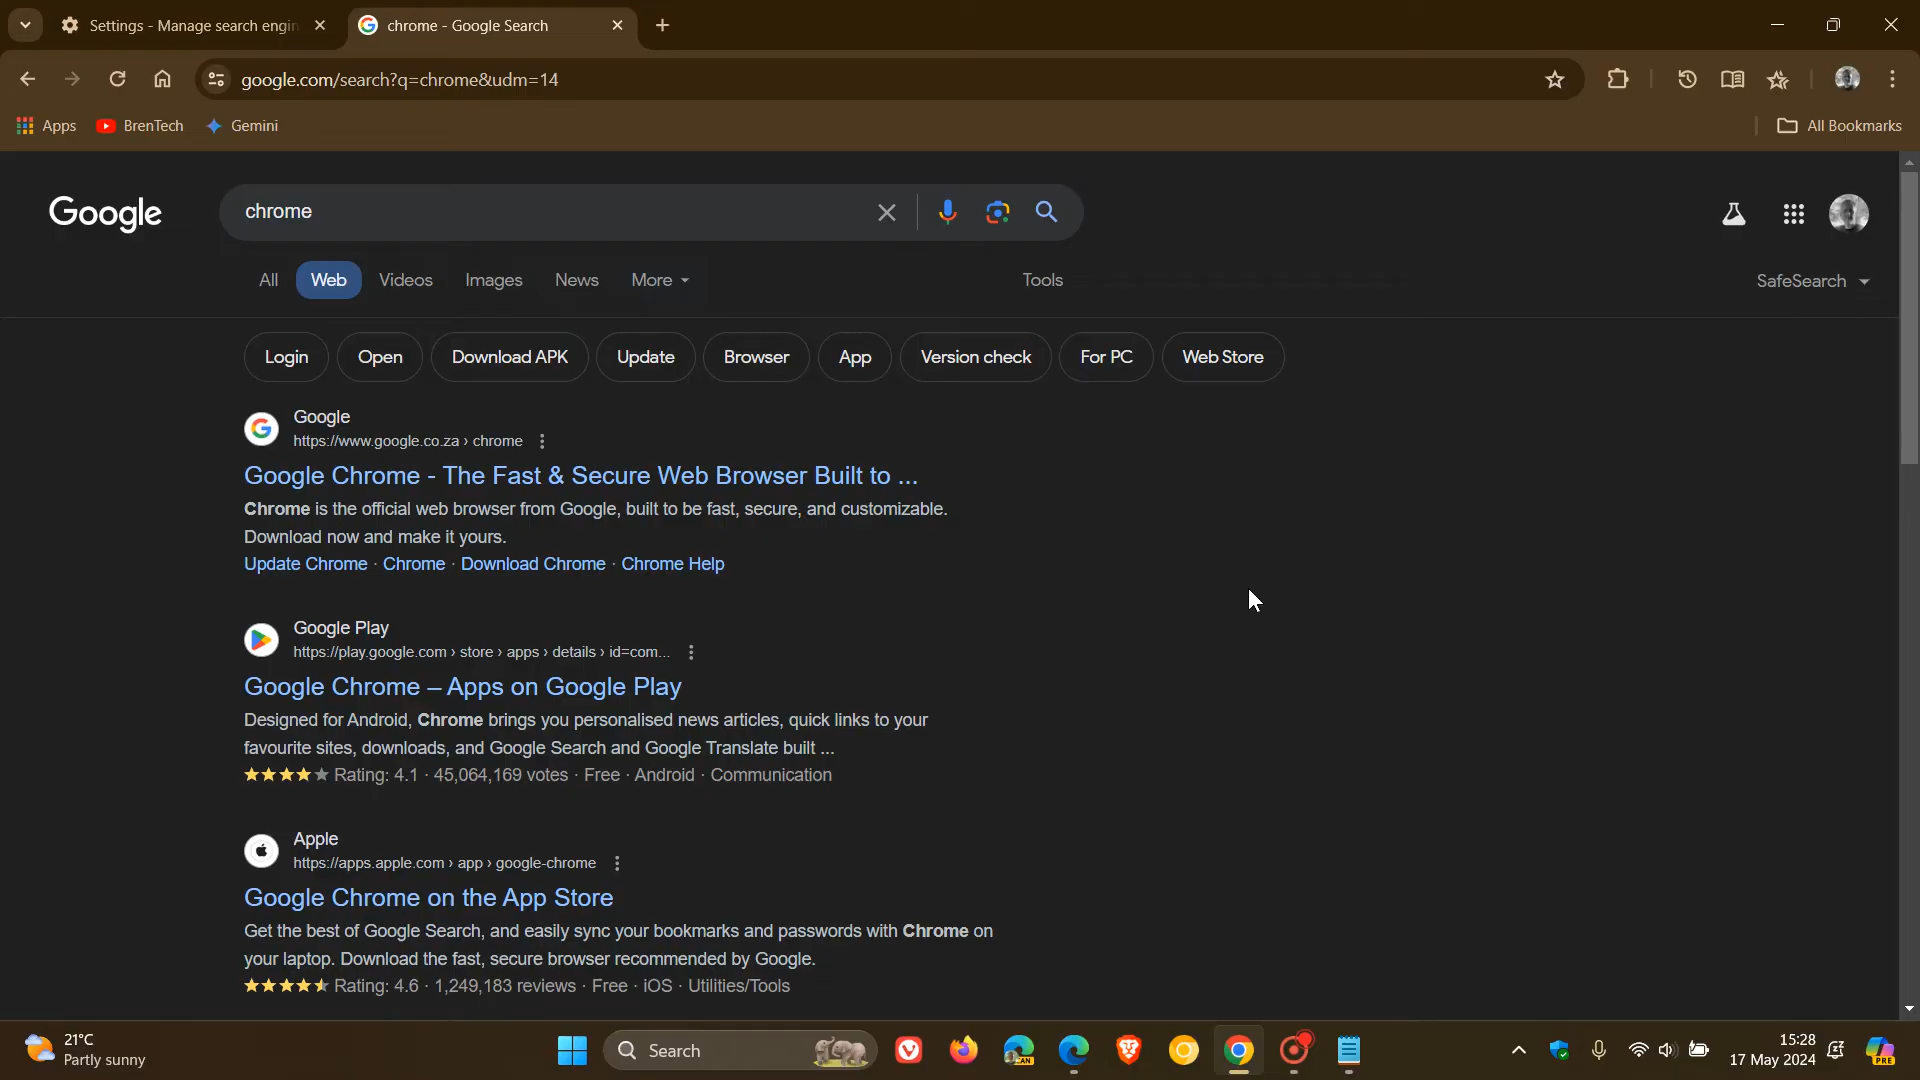 Settings - Manage search engin
chrome - Google Search
google.com/search?q=chrome&udm=14
Apps
BrenTech
Gemini
All Bookmarks
Google
chrome
All
Web
Videos
Images
News
More
Tools
SafeSearch
Login
Open
Download APK
Update
Browser
App
Version check
For PC
Web Store
Google
https://www.google.co.za › chrome
Google Chrome - The Fast & Secure Web Browser Built to ...
Chrome is the official web browser from Google, built to be fast, secure, and customizable.
Download now and make it yours.
Update Chrome · Chrome · Download Chrome · Chrome Help
Google Play
https://play.google.com › store › apps › details › id=com...
Google Chrome – Apps on Google Play
Designed for Android, Chrome brings you personalised news articles, quick links to your
favourite sites, downloads, and Google Search and Google Translate built ...
Rating: 4.1 · 45,064,169 votes · Free · Android · Communication
Apple
https://apps.apple.com › app › google-chrome
Google Chrome on the App Store
Get the best of Google Search, and easily sync your bookmarks and passwords with Chrome on
your laptop. Download the fast, secure browser recommended by Google.
Rating: 4.6 · 1,249,183 reviews · Free · iOS · Utilities/Tools
21°C
Partly sunny
Search
CAN
15:28
17 May 2024
PRE